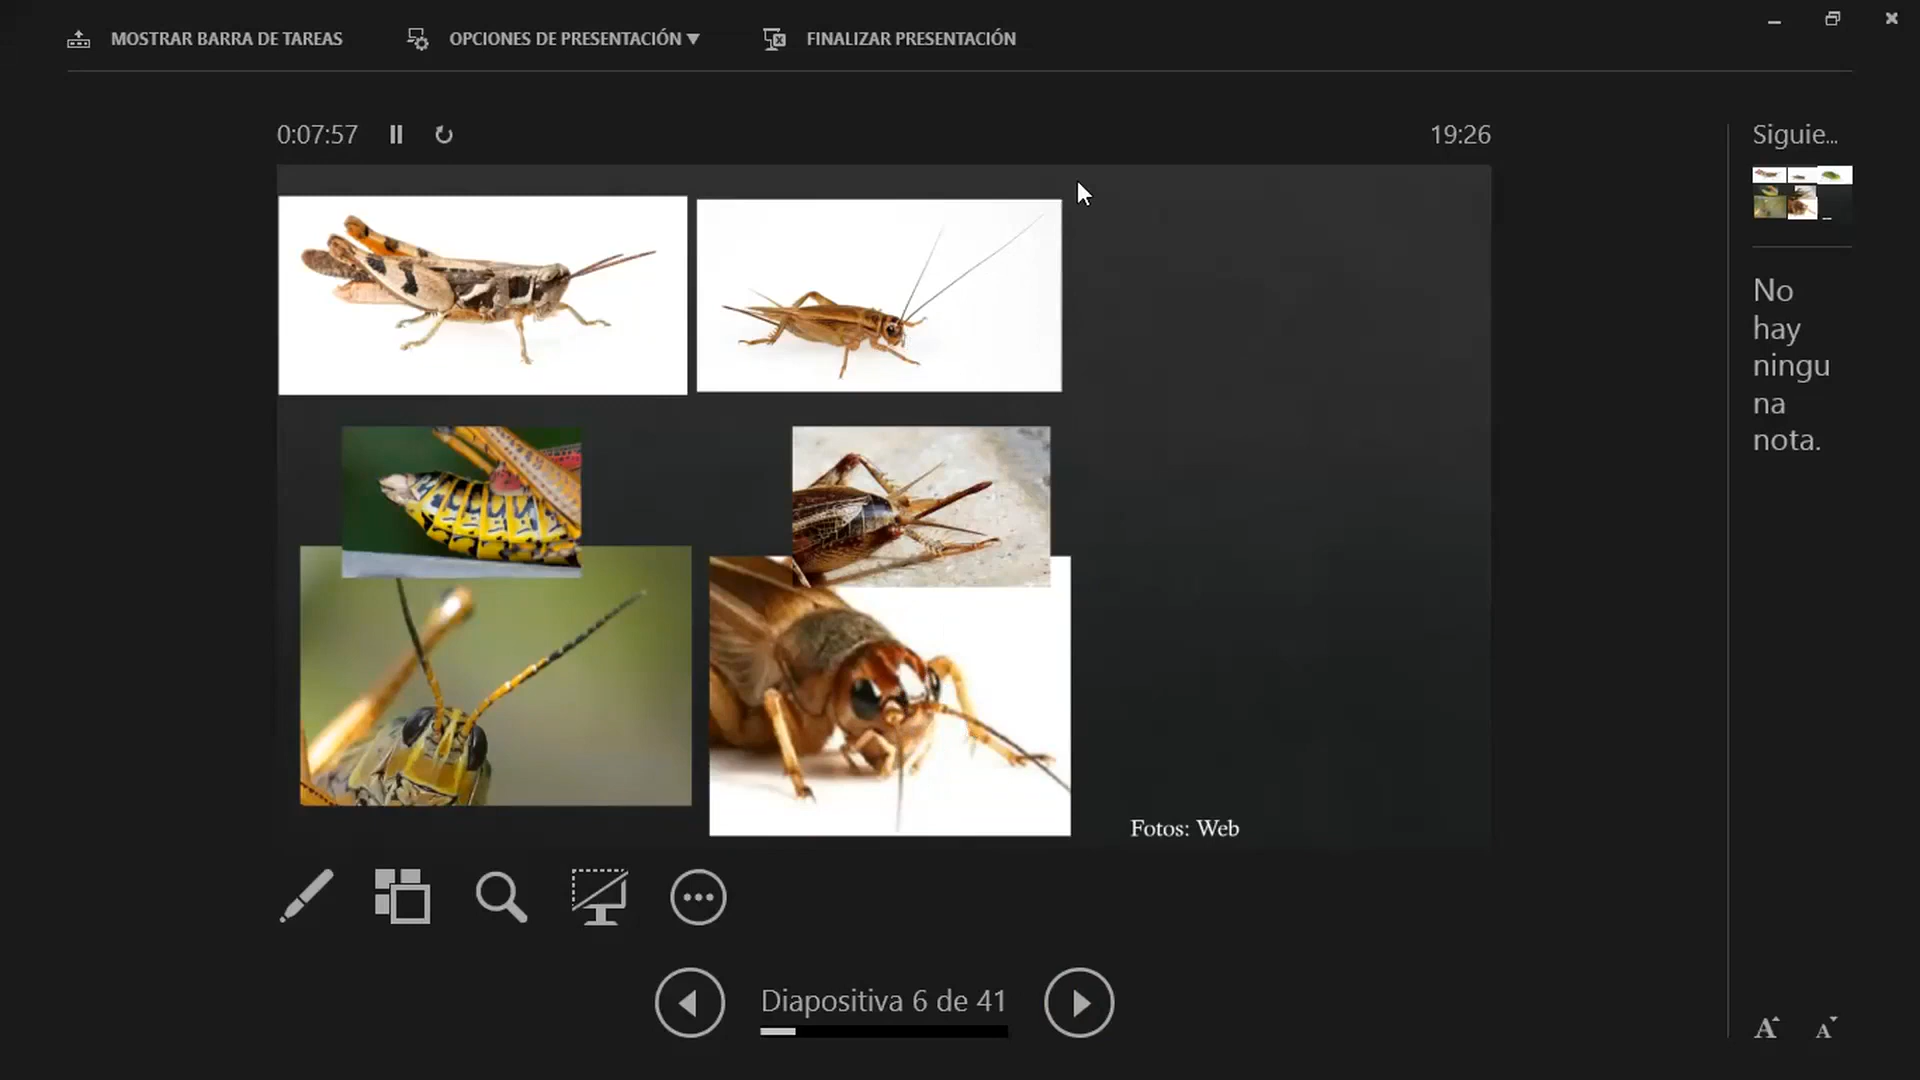 MOSTRAR BARRA DE TAREAS
OPCIONES DE PRESENTACIÓN
FINALIZAR PRESENTACIÓN
0:07:57
19:26
Siguie...
No
hay
ningu
na
nota.
Fotos: Web
Diapositiva 6 de 41
A
A